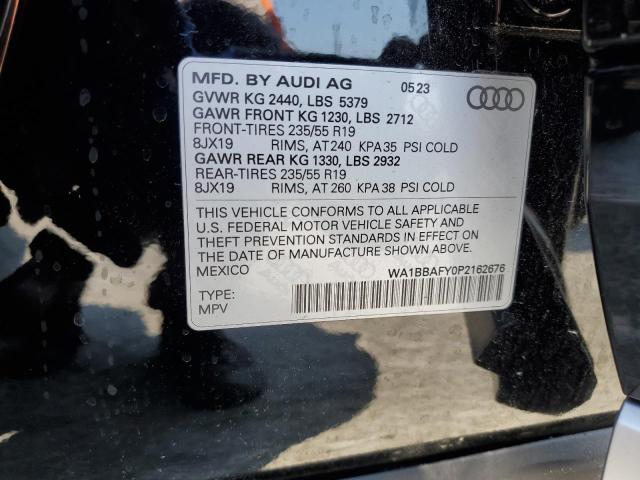 MFD. BY AUDI AG 05 23
GVWR KG 2440, LBS 5379
GAWR FRONT KG 1230, LBS 2712
FRONT-TIRES 235/55 R19
8JX19 RIMS, AT 240 KPA 35 PSI COLD
GAWR REAR KG 1330, LBS 2932
REAR-TIRES 235/55 R19
8JX19 RIMS, AT 260 KPA 38 PSI COLD
THIS VEHICLE CONFORMS TO ALL APPLICABLE
U.S. FEDERAL MOTOR VEHICLE SAFETY AND
THEFT PREVENTION STANDARDS IN EFFECT ON
THE DATE OF MANUFACTURE SHOWN ABOVE.
MEXICO
WA1BBAFY0P2162676
TYPE:
MPV